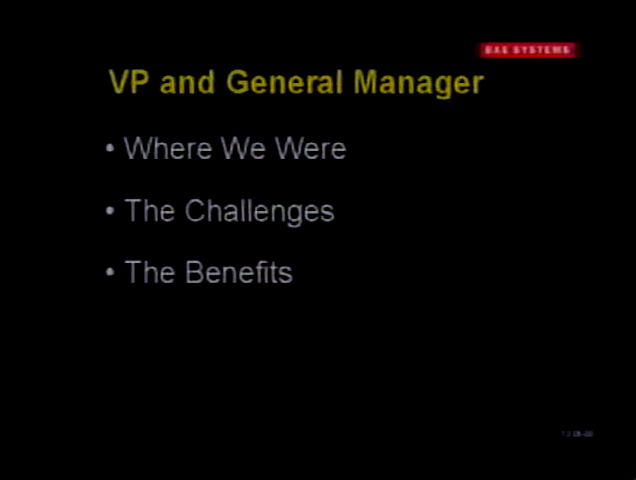 BAE SYSTEMS
VP and General Manager
• Where We Were
• The Challenges
• The Benefits